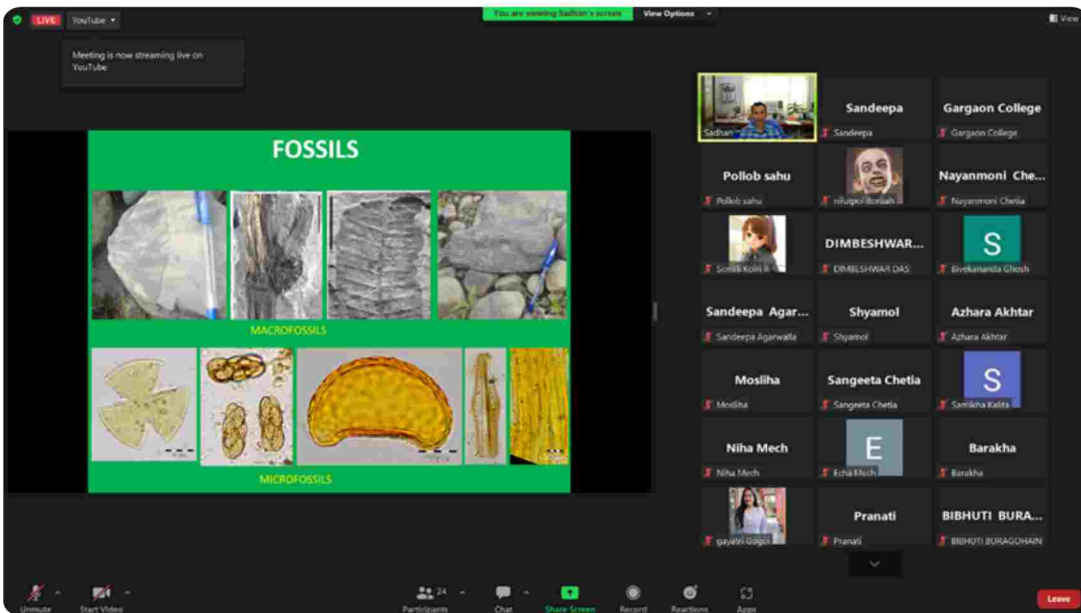 LIVE
YouTube
You are viewing Sadhan's screen
View Options
View
Meeting is now streaming live on
YouTube
FOSSILS
MACROFOSSILS
MICROFOSSILS
Sadhan
Sandeepa
Sandeepa
Gargaon College
Gargaon College
Pollob sahu
Pollob sahu
nilutpol Boruah
Nayanmoni Che...
Nayanmoni Chetia
Sonali Koiri
DIMBESHWAR...
DIMBESHWAR DAS
S
Bivekananda Ghosh
Sandeepa Agar...
Sandeepa Agarwalla
Shyamol
Shyamol
Azhara Akhtar
Azhara Akhtar
Mosliha
Mosliha
Sangeeta Chetia
Sangeeta Chetia
S
Samikha Kalita
Niha Mech
Niha Mech
E
Echa Mech
Barakha
Barakha
gayatri Gogoi
Pranati
Pranati
BIBHUTI BURA...
BIBHUTI BURAGOHAIN
Unmute
Start Video
24
Participants
Chat
Share Screen
Record
Reactions
Apps
Leave